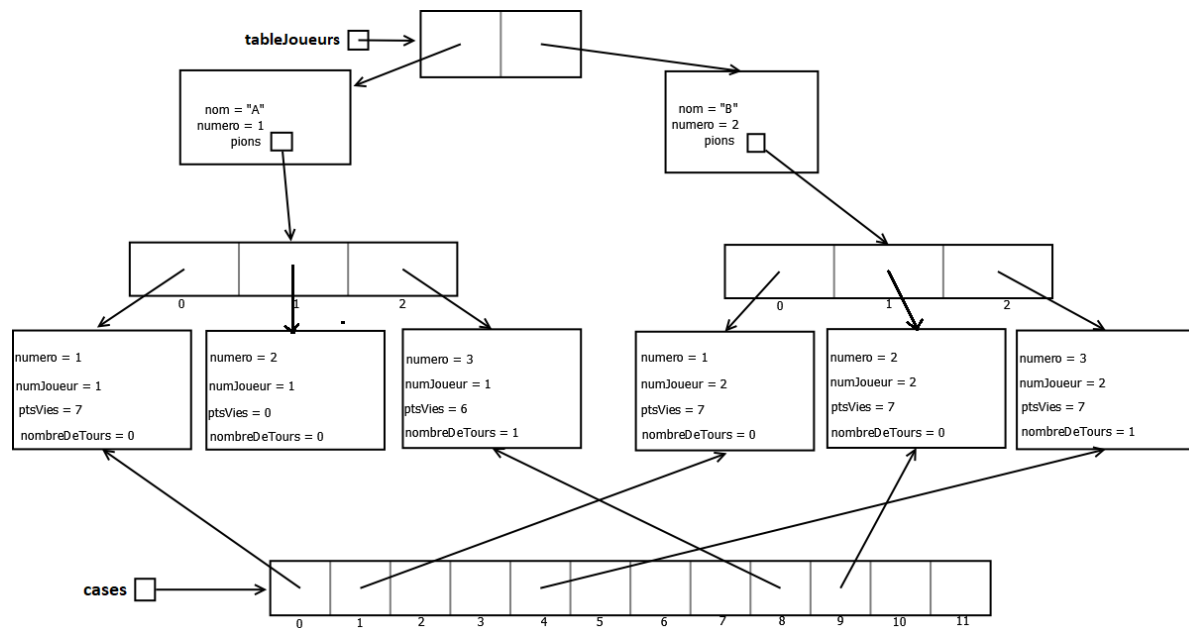 tableJoueurs
nom = "A"
numero = 1
pions
nom = "B"
numero = 2
pions
0 1 2
0 1 2
numero = 1
numJoueur = 1
ptsVies = 7
nombreDeTours = 0
numero = 2
numJoueur = 1
ptsVies = 0
nombreDeTours = 0
numero = 3
numJoueur = 1
ptsVies = 6
nombreDeTours = 1
numero = 1
numJoueur = 2
ptsVies = 7
nombreDeTours = 0
numero = 2
numJoueur = 2
ptsVies = 7
nombreDeTours = 0
numero = 3
numJoueur = 2
ptsVies = 7
nombreDeTours = 1
cases
0 1 2 3 4 5 6 7 8 9 10 11